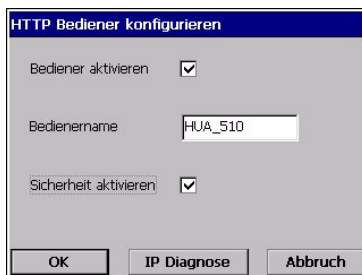 HTTP Bediener konfigurieren
Bediener aktivieren
Bedienername HUA_510
Sicherheit aktivieren
OK IP Diagnose Abbruch